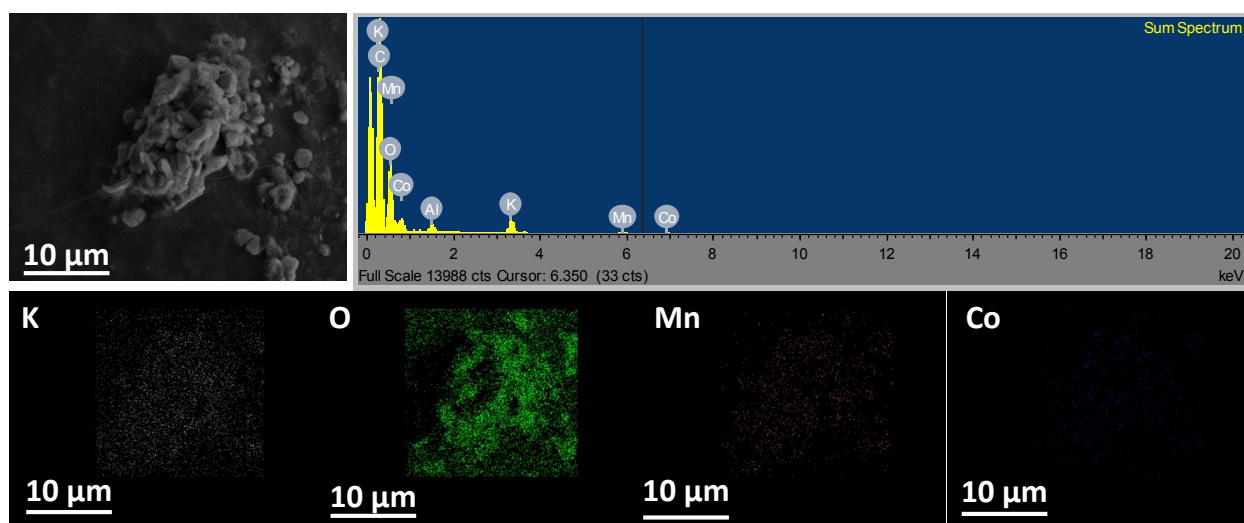 10 µm
Sum Spectrum
K
C
Mn
O
Co
Al
K
Mn
Co
0 2 4 6 8 10 12 14 16 18 20
Full Scale 13988 cts Cursor: 6.350 (33 cts) keV
K O Mn Co
10 µm 10 µm 10 µm 10 µm